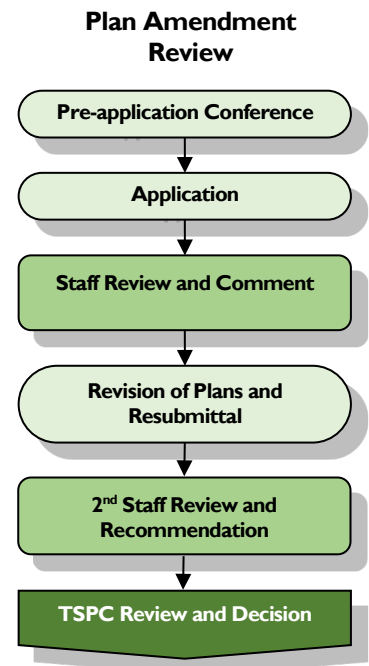 Plan Amendment
Review
Pre-application Conference
Application
Staff Review and Comment
Revision of Plans and
Resubmittal
2nd Staff Review and
Recommendation
TSPC Review and Decision